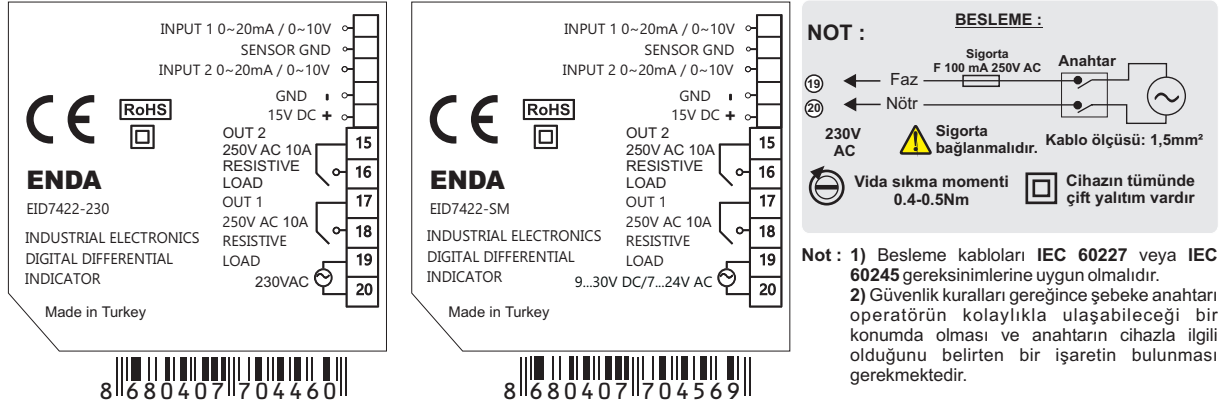 INPUT 1 0~20mA / 0~10V
SENSOR GND
INPUT 2 0~20mA / 0~10V
GND -
15V DC +
CE
RoHS
OUT 2
250V AC 10A
RESISTIVE
LOAD
15
16
ENDA
EID7422-230
OUT 1
250V AC 10A
RESISTIVE
LOAD
17
18
INDUSTRIAL ELECTRONICS
DIGITAL DIFFERENTIAL
INDICATOR
230VAC
19
20
Made in Turkey
8 680407 704460
INPUT 1 0~20mA / 0~10V
SENSOR GND
INPUT 2 0~20mA / 0~10V
GND -
15V DC +
CE
RoHS
OUT 2
250V AC 10A
RESISTIVE
LOAD
15
16
ENDA
EID7422-SM
OUT 1
250V AC 10A
RESISTIVE
LOAD
17
18
INDUSTRIAL ELECTRONICS
DIGITAL DIFFERENTIAL
INDICATOR
9...30V DC/7...24V AC
19
20
Made in Turkey
8 680407 704569
NOT :
BESLEME :
Sigorta
F 100 mA 250V AC
Anahtar
19 Faz
20 Nötr
230V
AC
Sigorta
bağlanmalıdır.
Kablo ölçüsü: 1,5mm²
Vida sıkma momenti
0.4-0.5Nm
Cihazın tümünde
çift yalıtım vardır
Not : 1) Besleme kabloları IEC 60227 veya IEC
60245 gereksinimlerine uygun olmalıdır.
2) Güvenlik kuralları gereğince şebeke anahtarı
operatörün kolaylıkla ulaşabileceği bir
konumda olması ve anahtarın cihazla ilgili
olduğunu belirten bir işaretin bulunması
gerekmektedir.